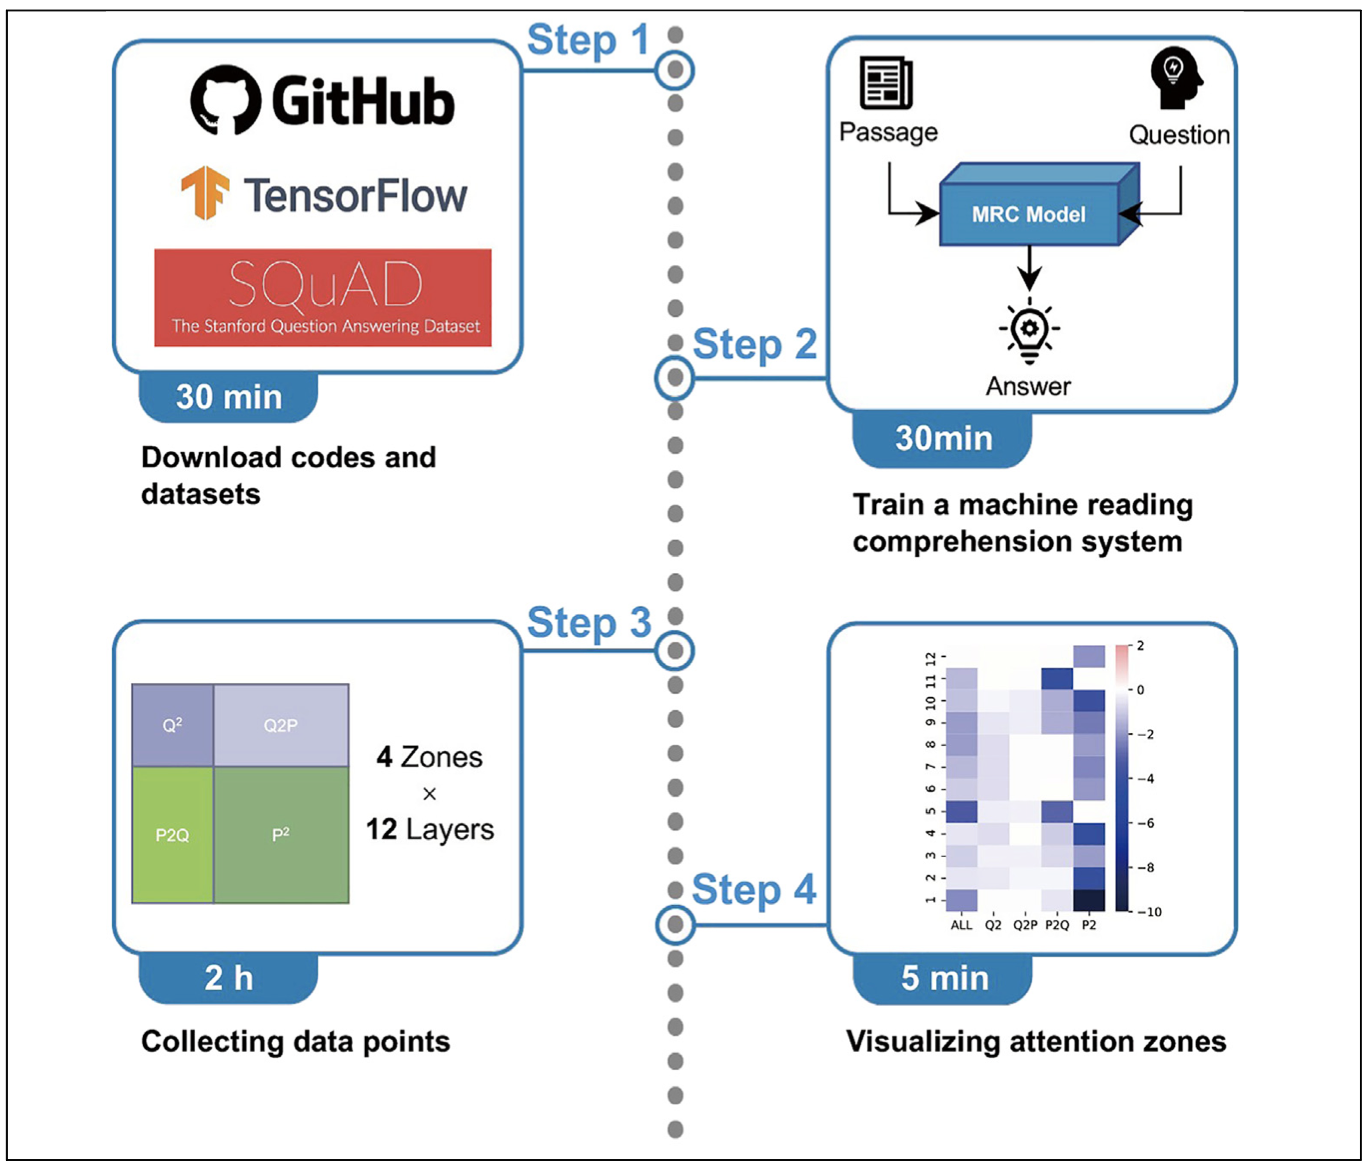 Step 1
GitHub
TensorFlow
SQuAD
The Stanford Question Answering Dataset
30 min
Download codes and
datasets
Step 2
Passage
Question
MRC Model
Answer
30min
Train a machine reading
comprehension system
Step 3
Q²
Q2P
P2Q
P²
4 Zones
×
12 Layers
2 h
Collecting data points
Step 4
12
11
10
9
8
7
6
5
4
3
2
1
ALL Q2 Q2P P2Q P2
2
0
−2
−4
−6
−8
−10
5 min
Visualizing attention zones